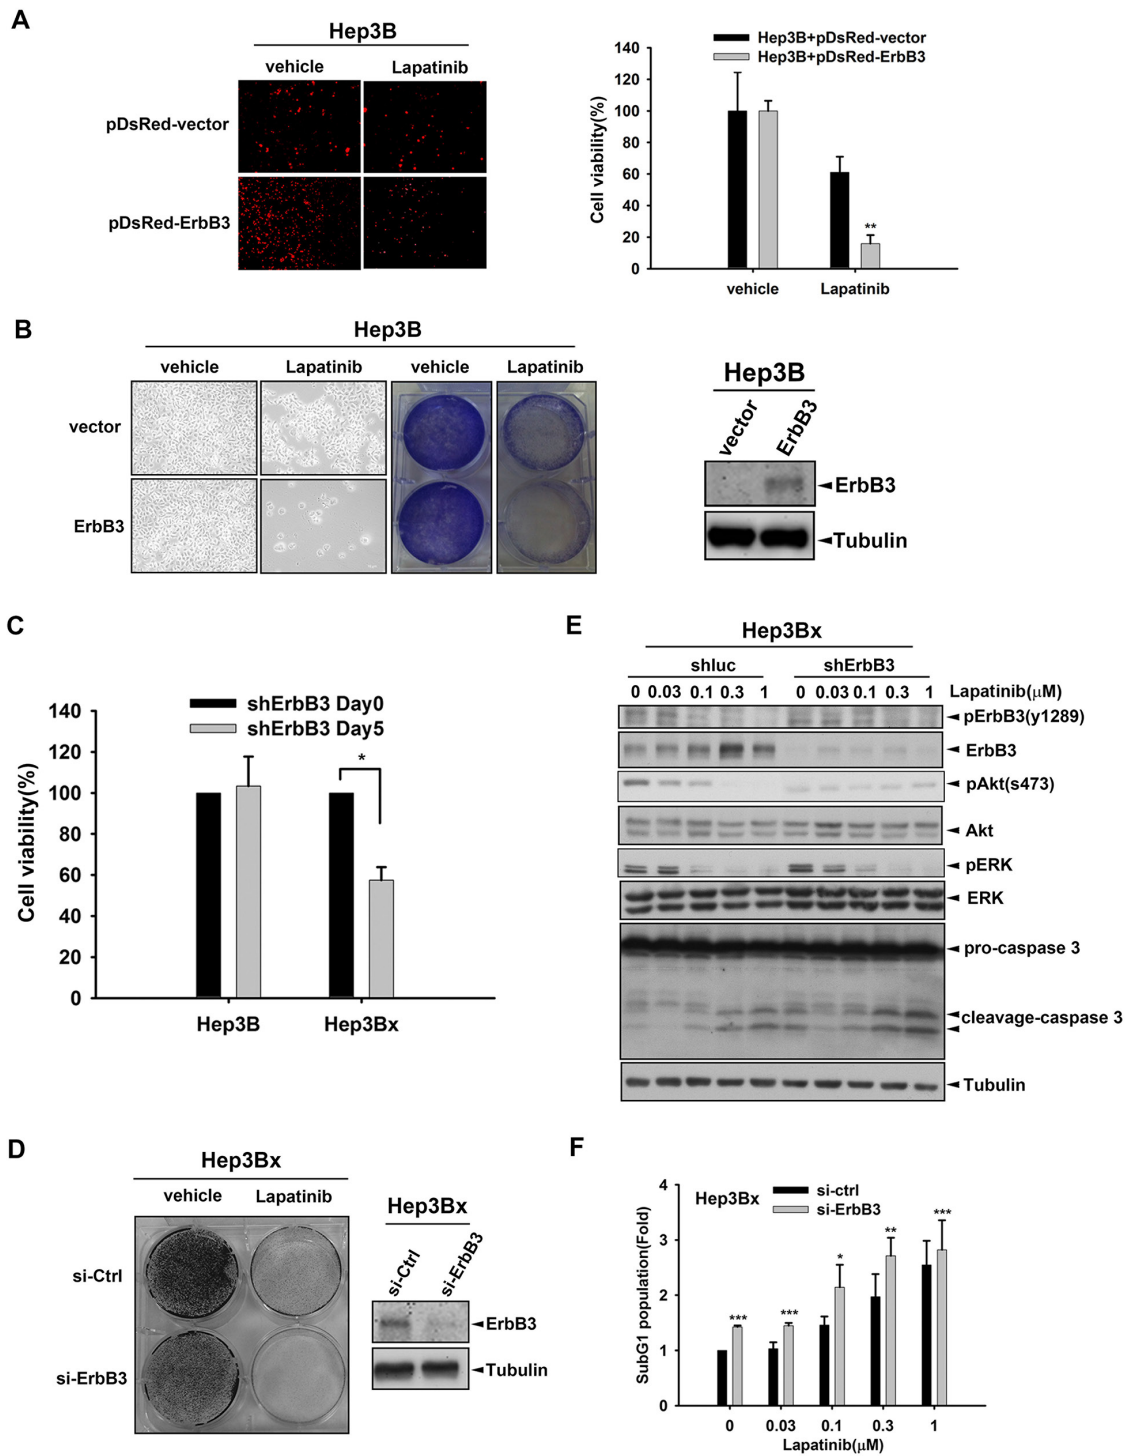 A
Hep3B
vehicle Lapatinib
pDsRed-vector
pDsRed-ErbB3
Hep3B+pDsRed-vector
Hep3B+pDsRed-ErbB3
Cell viability(%)
140
120
100
80
60
40
20
0
**
vehicle Lapatinib
B
Hep3B
vehicle Lapatinib vehicle Lapatinib
vector
ErbB3
Hep3B
vector ErbB3
ErbB3
Tubulin
C
shErbB3 Day0
shErbB3 Day5
Cell viability(%)
140
120
100
80
60
40
20
0
*
Hep3B Hep3Bx
E
Hep3Bx
shluc shErbB3
0 0.03 0.1 0.3 1 0 0.03 0.1 0.3 1 Lapatinib(μM)
pErbB3(y1289)
ErbB3
pAkt(s473)
Akt
pERK
ERK
pro-caspase 3
cleavage-caspase 3
Tubulin
D
Hep3Bx
vehicle Lapatinib
si-Ctrl
si-ErbB3
Hep3Bx
si-Ctrl si-ErbB3
ErbB3
Tubulin
F
Hep3Bx
si-ctrl
si-ErbB3
SubG1 population(Fold)
4
3
2
1
0
*** *** * ** ***
0 0.03 0.1 0.3 1
Lapatinib(μM)